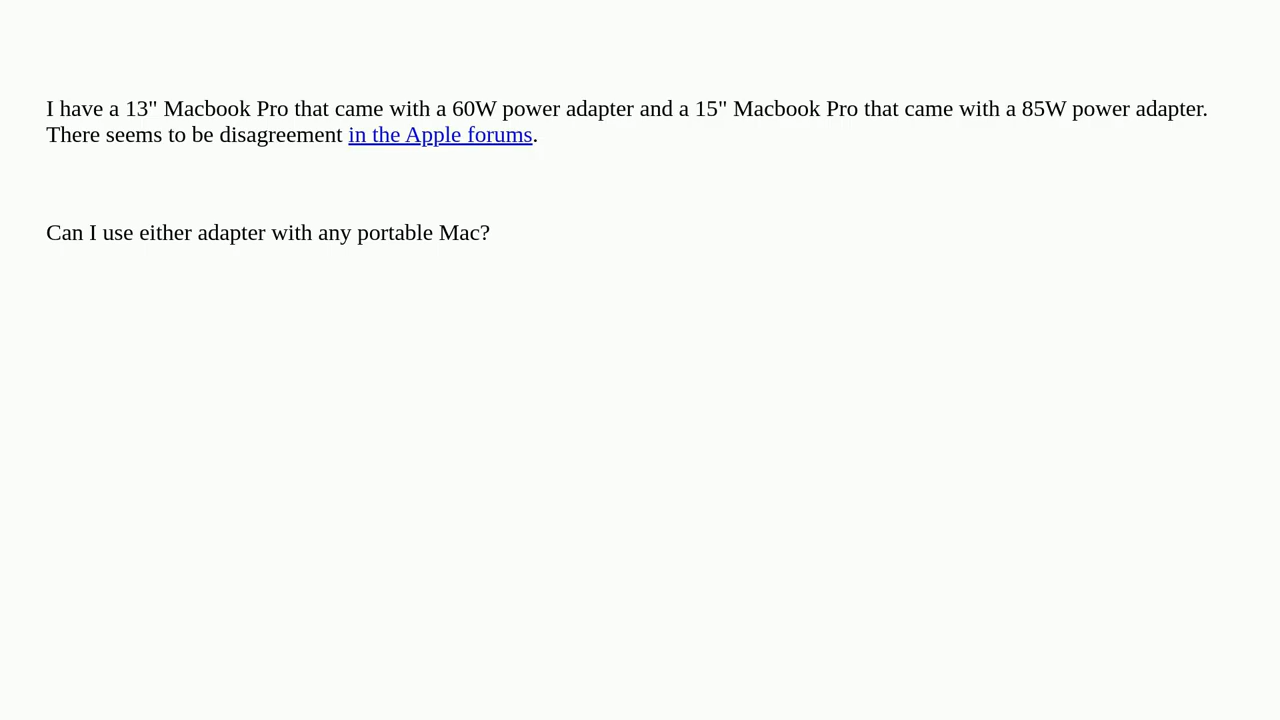 I have a 13" Macbook Pro that came with a 60W power adapter and a 15" Macbook Pro that came with a 85W power adapter.
There seems to be disagreement in the Apple forums.
Can I use either adapter with any portable Mac?